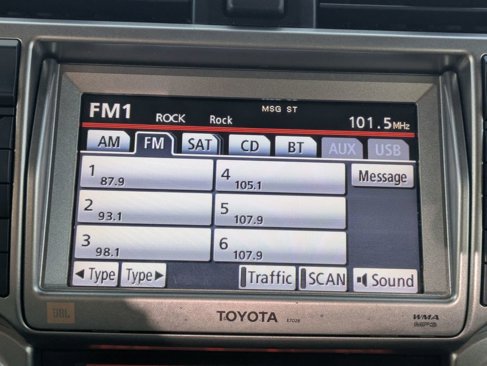 FM1 ROCK Rock MSG ST 101.5MHz
AM FM SAT CD BT AUX USB
1 87.9 4 105.1 Message
2 93.1 5 107.9
3 98.1 6 107.9
◄Type Type► Traffic SCAN Sound
JBL TOYOTA WMA
MP3